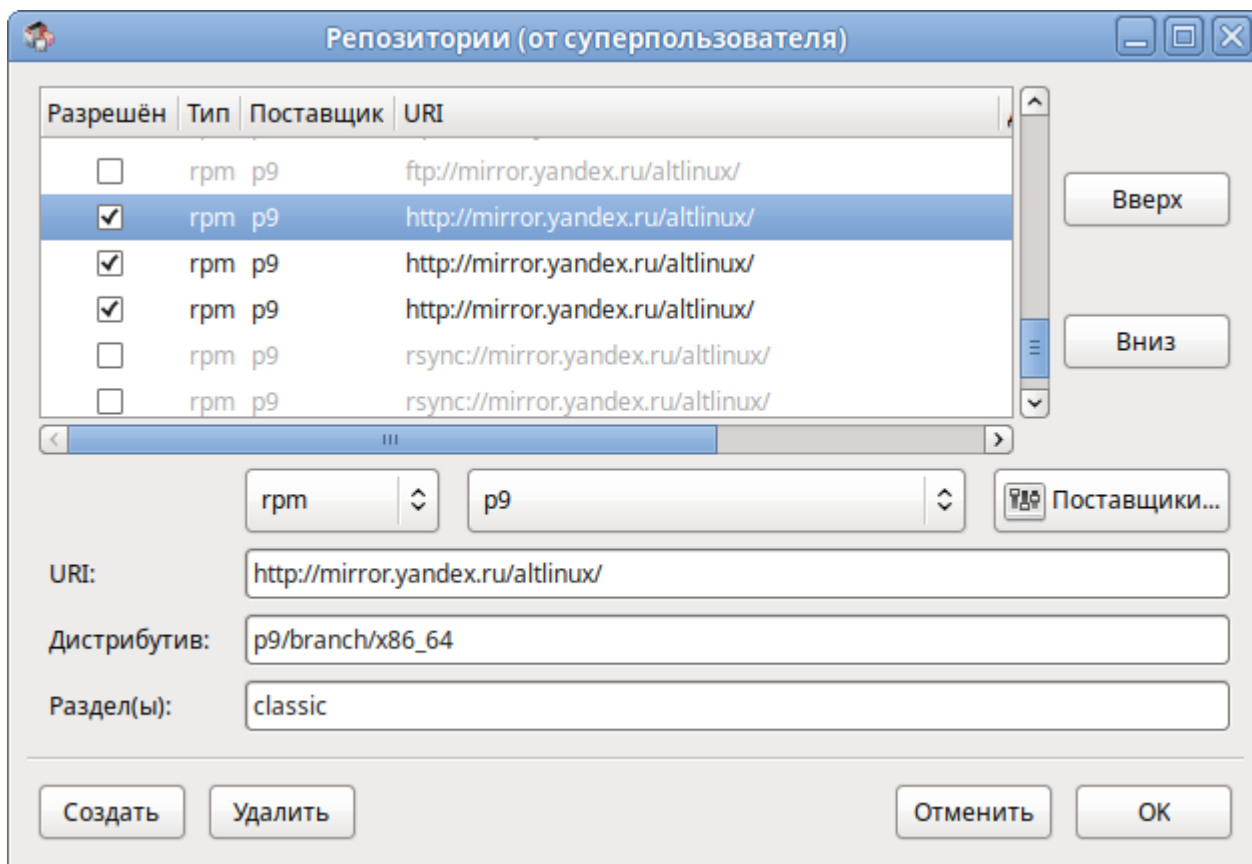 Репозитории (от суперпользователя)
Разрешён Тип Поставщик URI
rpm p9 ftp://mirror.yandex.ru/altlinux/
rpm p9 http://mirror.yandex.ru/altlinux/
rpm p9 http://mirror.yandex.ru/altlinux/
rpm p9 http://mirror.yandex.ru/altlinux/
rpm p9 rsync://mirror.yandex.ru/altlinux/
rpm p9 rsync://mirror.yandex.ru/altlinux/
Вверх
Вниз
rpm p9 Поставщики...
URI: http://mirror.yandex.ru/altlinux/
Дистрибутив: p9/branch/x86_64
Раздел(ы): classic
Создать Удалить Отменить OK